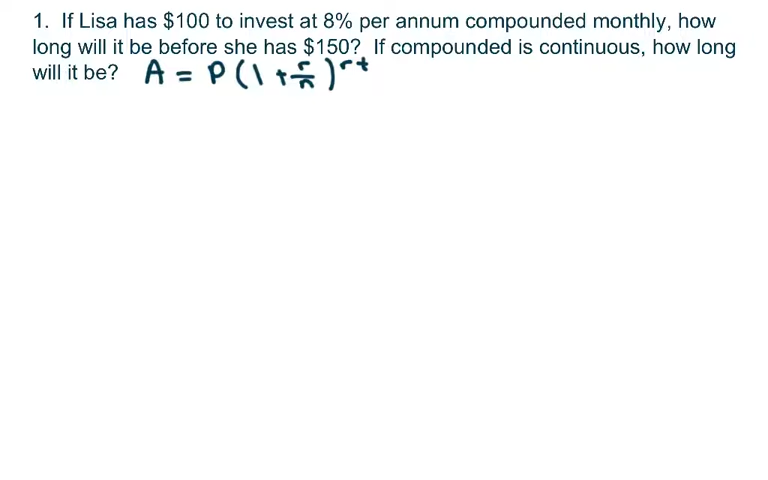 1. If Lisa has $100 to invest at 8% per annum compounded monthly, how
long will it be before she has $150? If compounded is continuous, how long
will it be? A = P(1 + r/n)^rt